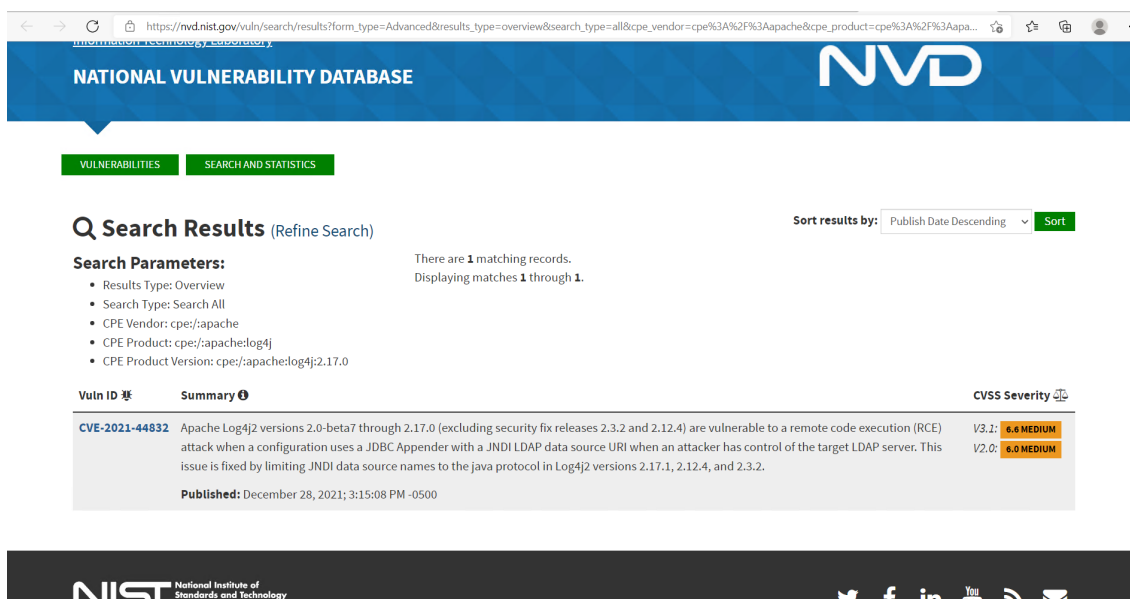 https://nvd.nist.gov/vuln/search/results?form_type=Advanced&results_type=overview&search_type=all&cpe_vendor=cpe%3A%2F%3Aapache&cpe_product=cpe%3A%2F%3Aapa...
Information Technology Laboratory
NATIONAL VULNERABILITY DATABASE
NVD
VULNERABILITIES
SEARCH AND STATISTICS
Search Results (Refine Search)
Sort results by: Publish Date Descending Sort
Search Parameters:
• Results Type: Overview
• Search Type: Search All
• CPE Vendor: cpe:/:apache
• CPE Product: cpe:/:apache:log4j
• CPE Product Version: cpe:/:apache:log4j:2.17.0
There are 1 matching records.
Displaying matches 1 through 1.
Vuln ID Summary CVSS Severity
CVE-2021-44832
Apache Log4j2 versions 2.0-beta7 through 2.17.0 (excluding security fix releases 2.3.2 and 2.12.4) are vulnerable to a remote code execution (RCE)
attack when a configuration uses a JDBC Appender with a JNDI LDAP data source URI when an attacker has control of the target LDAP server. This
issue is fixed by limiting JNDI data source names to the java protocol in Log4j2 versions 2.17.1, 2.12.4, and 2.3.2.
Published: December 28, 2021; 3:15:08 PM -0500
V3.1: 6.6 MEDIUM
V2.0: 6.0 MEDIUM
NIST
National Institute of
Standards and Technology
You